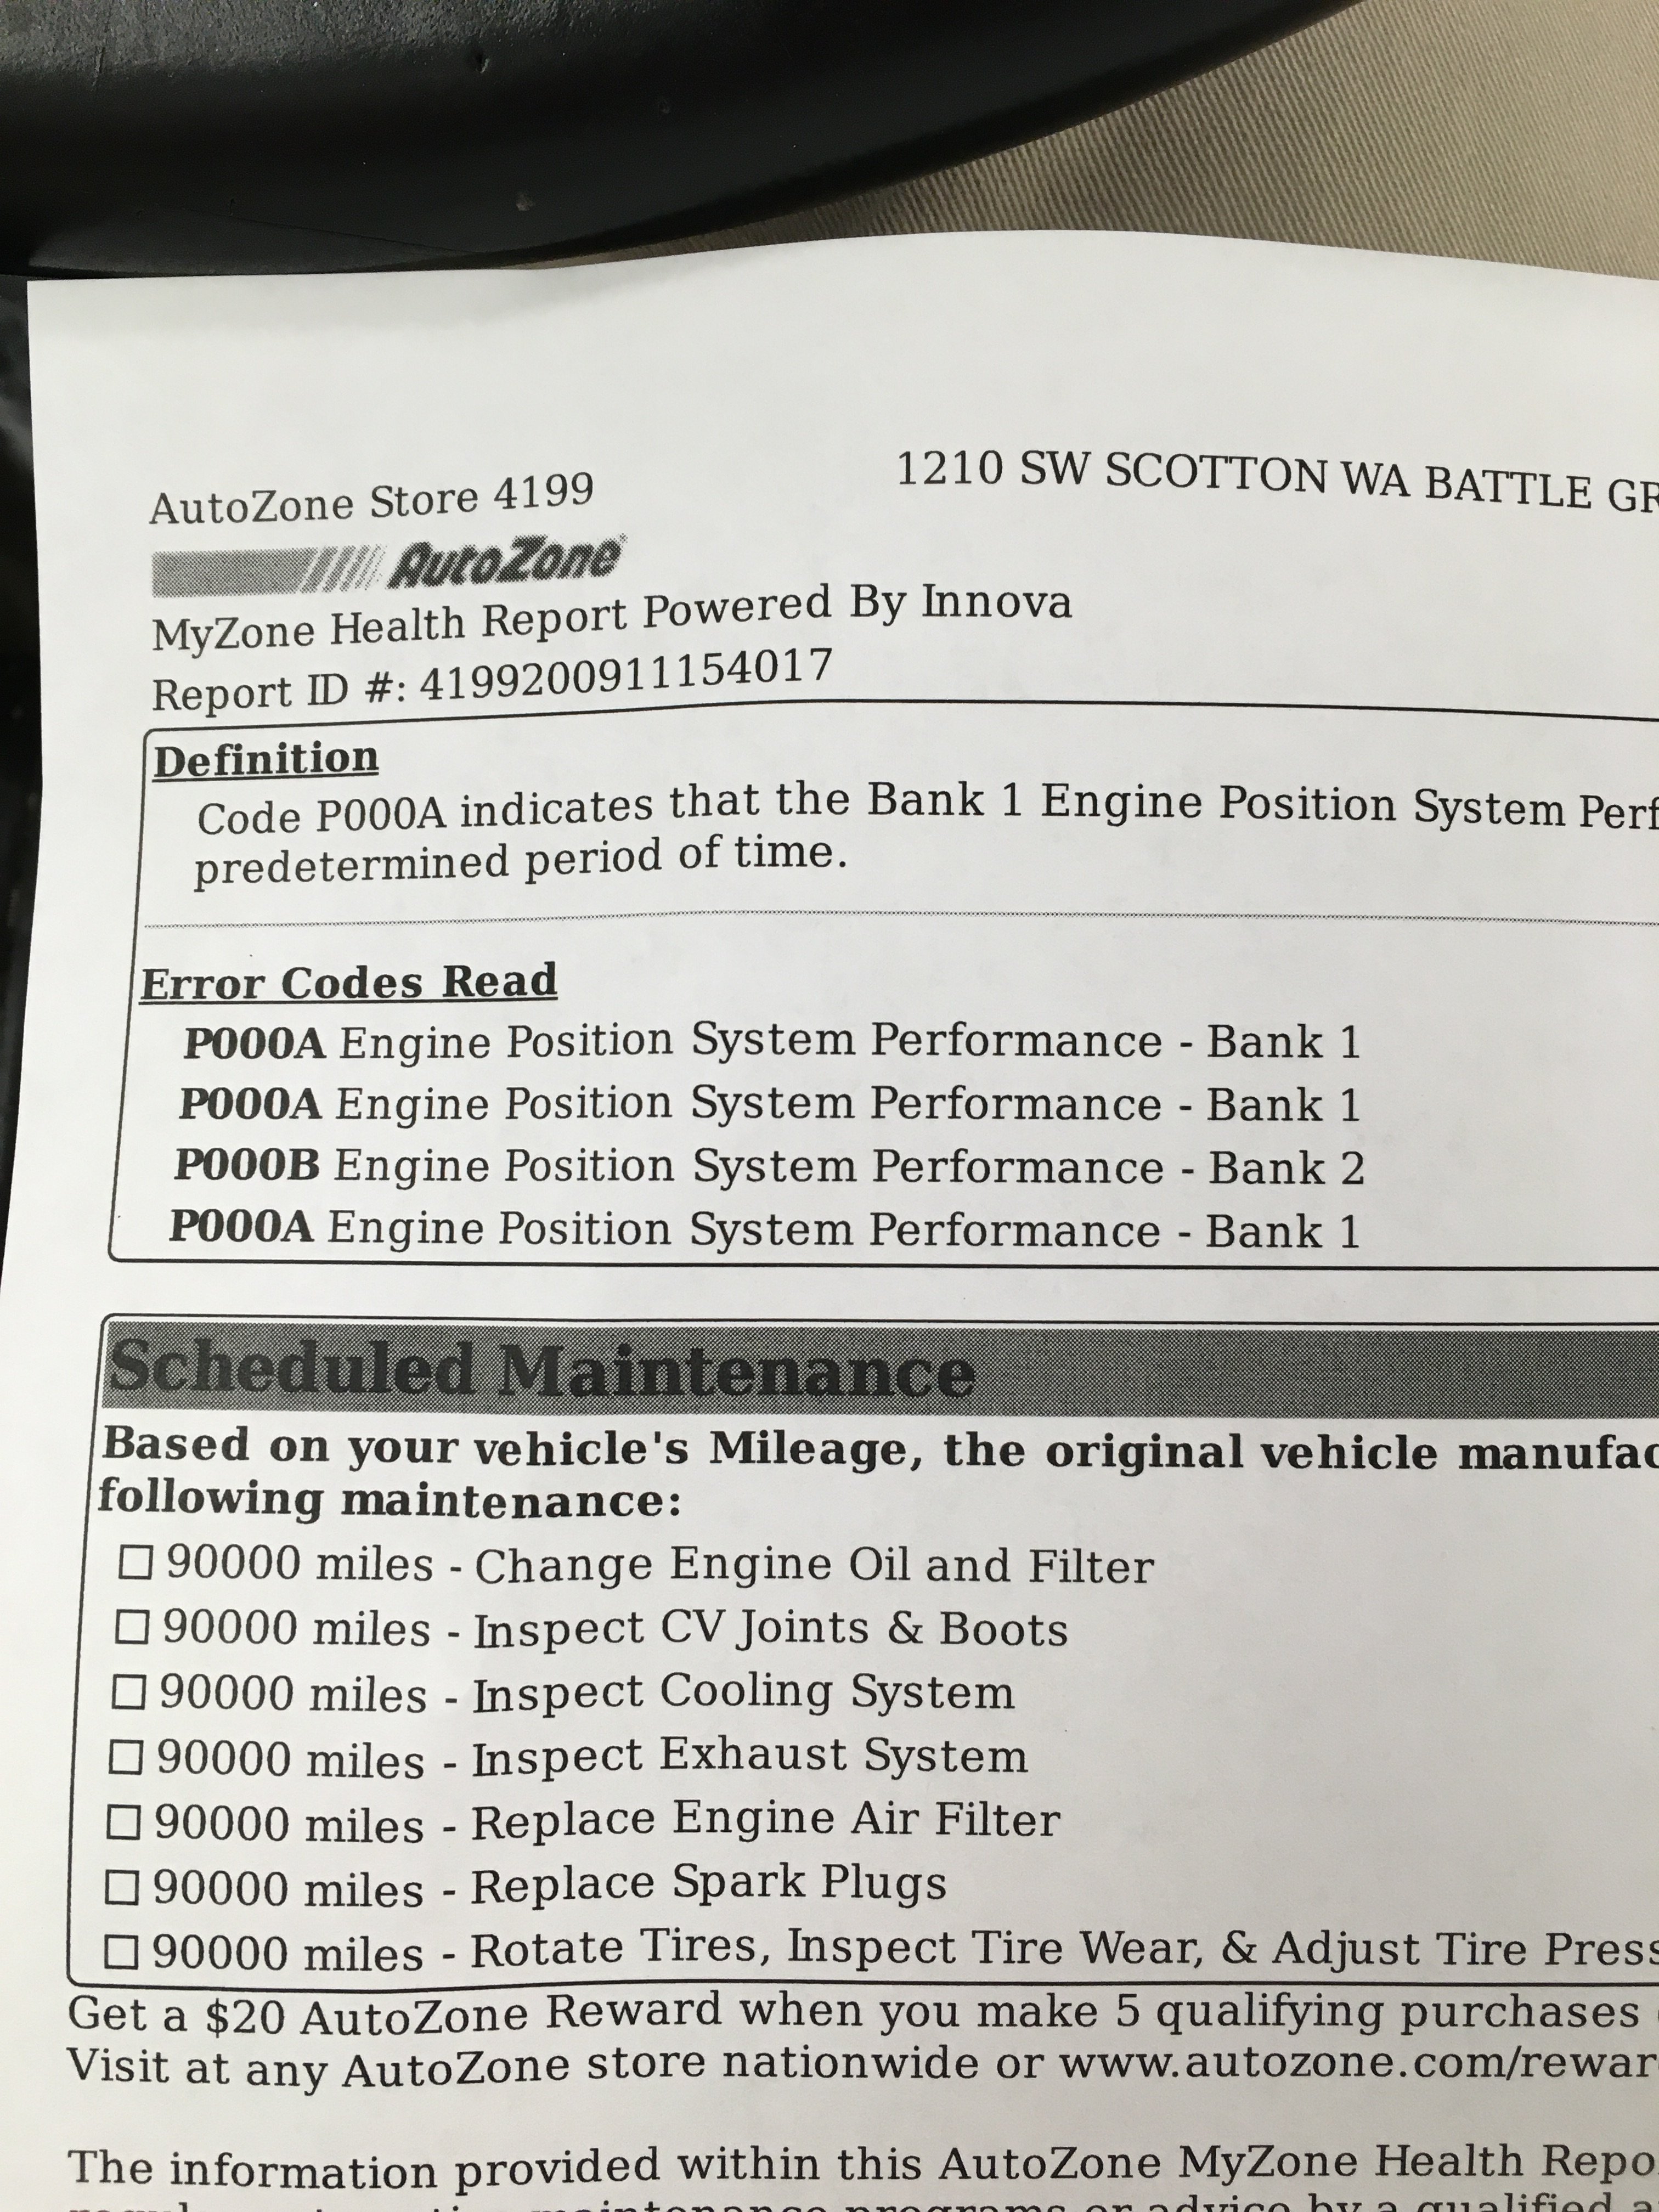 AutoZone Store 4199
1210 SW SCOTTON WA BATTLE GR
AutoZone
MyZone Health Report Powered By Innova
Report ID #: 4199200911154017
Definition
Code P000A indicates that the Bank 1 Engine Position System Perf
predetermined period of time.
Error Codes Read
P000A Engine Position System Performance - Bank 1
P000A Engine Position System Performance - Bank 1
P000B Engine Position System Performance - Bank 2
P000A Engine Position System Performance - Bank 1
Scheduled Maintenance
Based on your vehicle's Mileage, the original vehicle manufac
following maintenance:
90000 miles - Change Engine Oil and Filter
90000 miles - Inspect CV Joints & Boots
90000 miles - Inspect Cooling System
90000 miles - Inspect Exhaust System
90000 miles - Replace Engine Air Filter
90000 miles - Replace Spark Plugs
90000 miles - Rotate Tires, Inspect Tire Wear, & Adjust Tire Press
Get a $20 AutoZone Reward when you make 5 qualifying purchases
Visit at any AutoZone store nationwide or www.autozone.com/rewar
The information provided within this AutoZone MyZone Health Repo
maintenance programs or advice by a qualified a